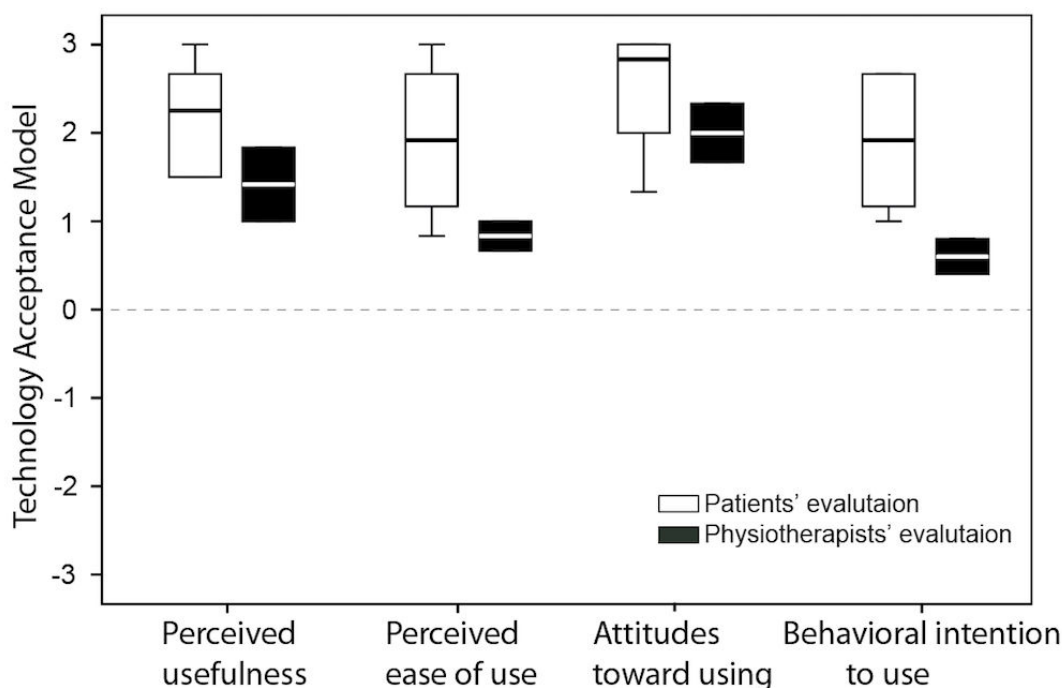 Technology Acceptance Model
3
2
1
0
-1
-2
-3
Patients’ evalutaion
Physiotherapists’ evalutaion
Perceived
usefulness
Perceived
ease of use
Attitudes
toward using
Behavioral intention
to use